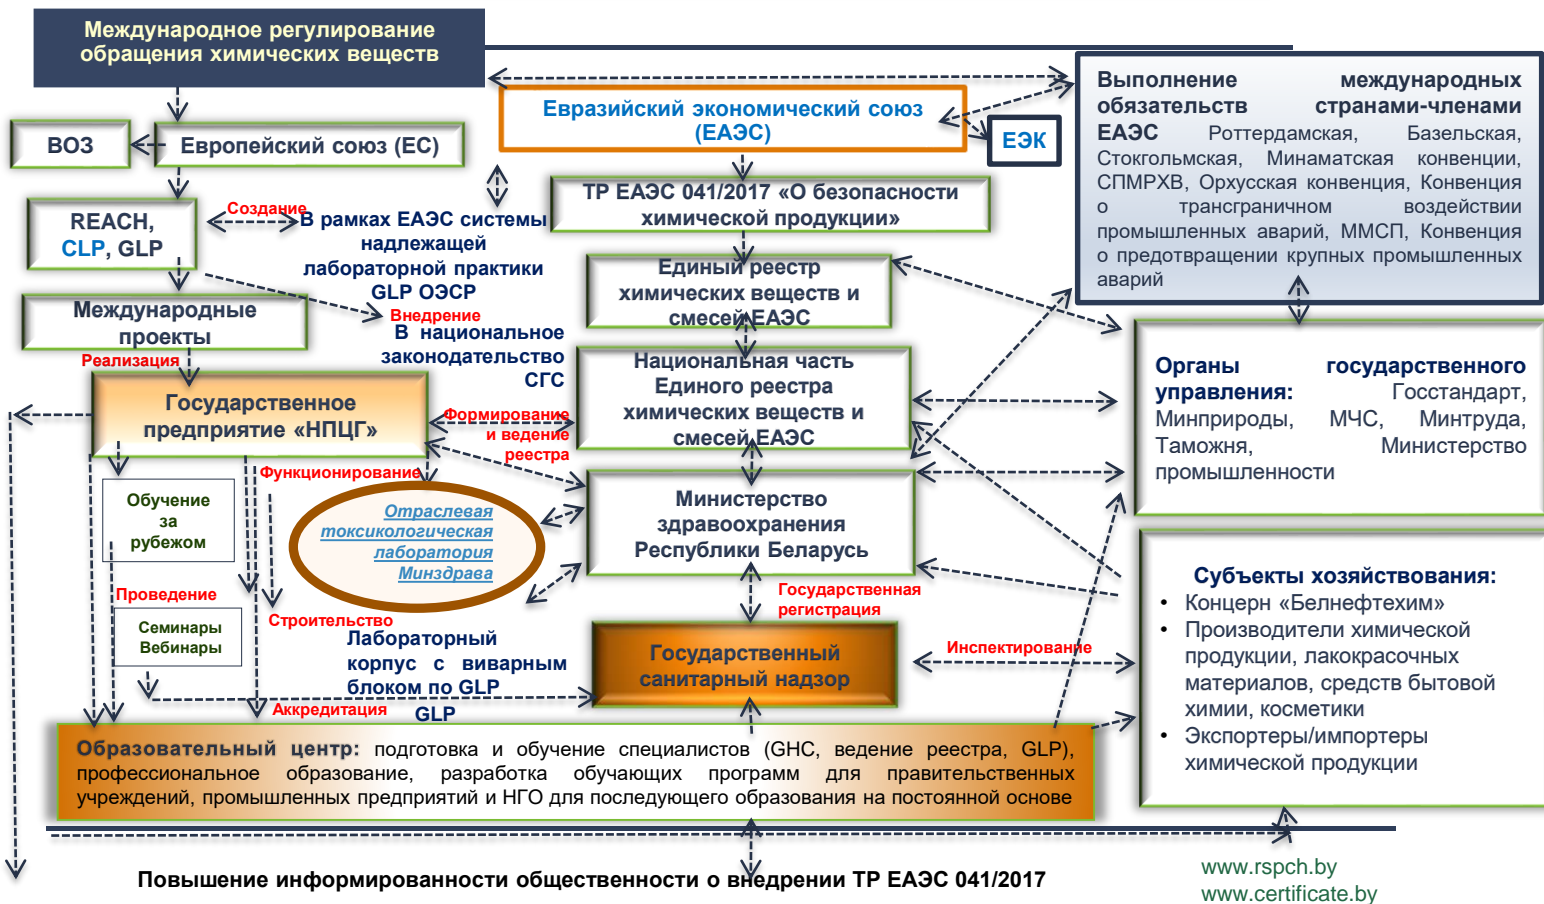 Международное регулирование
обращения химических веществ
ВОЗ
Европейский союз (ЕС)
Евразийский экономический союз
(ЕАЭС)
ЕЭК
Выполнение международных
обязательств странами-членами
ЕАЭС Роттердамская, Базельская,
Стокгольмская, Минаматская конвенции,
СПМРХВ, Орхусская конвенция, Конвенция
о трансграничном воздействии
промышленных аварий, ММСП, Конвенция
о предотвращении крупных промышленных
аварий
REACH,
CLP, GLP
Создание
В рамках ЕАЭС системы
надлежащей
лабораторной практики
GLP ОЭСР
ТР ЕАЭС 041/2017 «О безопасности
химической продукции»
Единый реестр
химических веществ и
смесей ЕАЭС
Международные
проекты
Внедрение
В национальное
законодательство
СГС
Реализация
Национальная часть
Единого реестра
химических веществ и
смесей ЕАЭС
Органы государственного
управления: Госстандарт,
Минприроды, МЧС, Минтруда,
Таможня, Министерство
промышленности
Государственное
предприятие «НПЦГ»
Формирование
и ведение
реестра
Функционирование
Обучение
за
рубежом
Отраслевая
токсикологическая
лаборатория
Минздрава
Министерство
здравоохранения
Республики Беларусь
Проведение
Семинары
Вебинары
Строительство
Лабораторный
корпус с виварным
блоком по GLP
Государственная
регистрация
Государственный
санитарный надзор
Инспектирование
Субъекты хозяйствования:
• Концерн «Белнефтехим»
• Производители химической
продукции, лакокрасочных
материалов, средств бытовой
химии, косметики
• Экспортеры/импортеры
химической продукции
Аккредитация
GLP
Образовательный центр: подготовка и обучение специалистов (GHC, ведение реестра, GLP),
профессиональное образование, разработка обучающих программ для правительственных
учреждений, промышленных предприятий и НГО для последующего образования на постоянной основе
Повышение информированности общественности о внедрении ТР ЕАЭС 041/2017
www.rspch.by
www.certificate.by